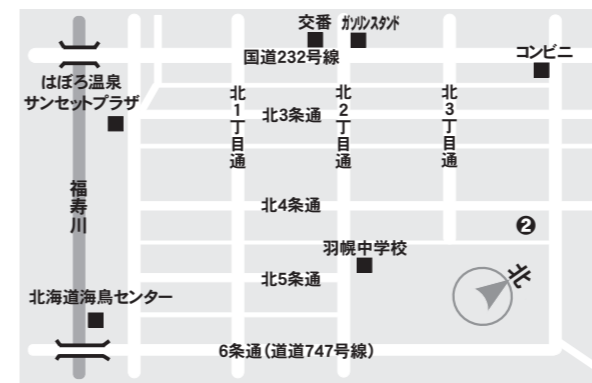 交番
ガソリンスタンド
国道232号線
コンビニ
はぼろ温泉
サンセットプラザ
北1丁目通
北3条通
北2丁目通
北3丁目通
福寿川
北4条通
❷
羽幌中学校
北
北5条通
北海道海鳥センター
6条通(道道747号線)